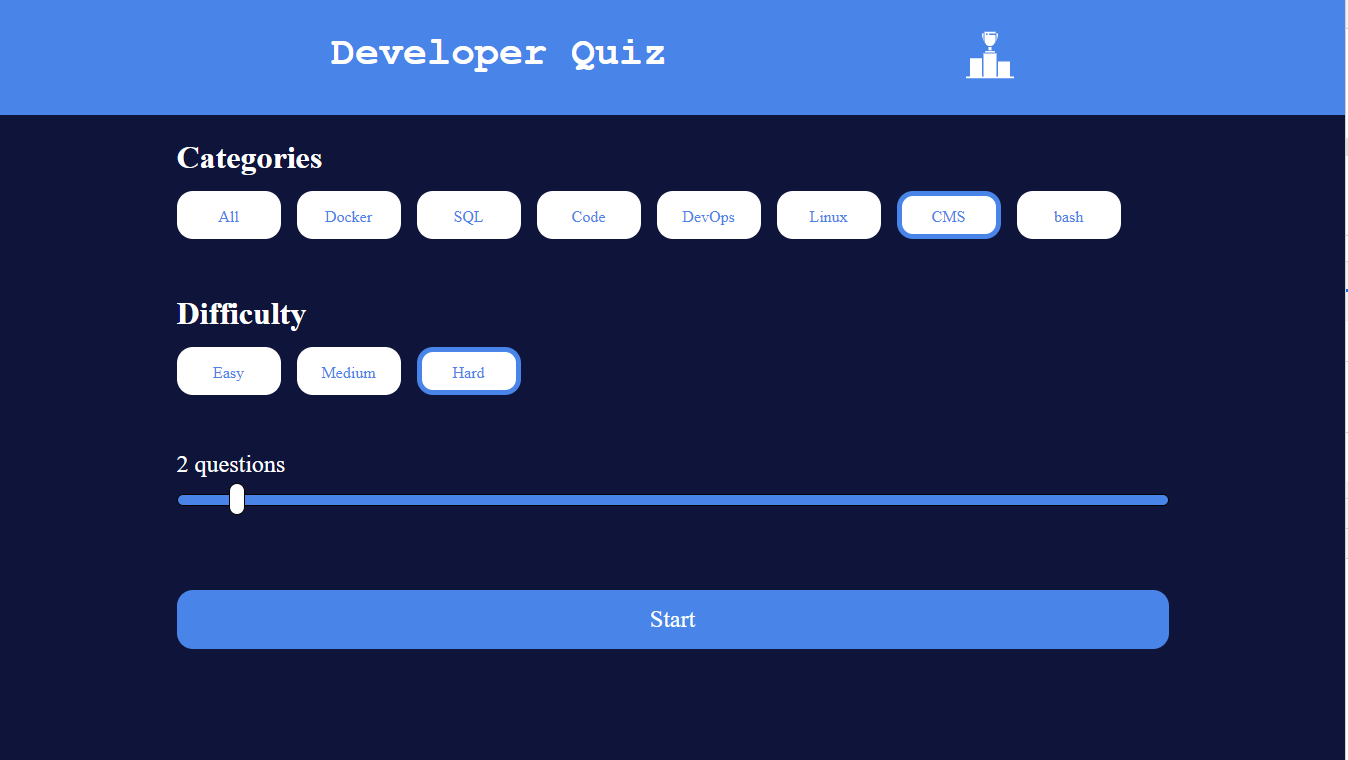 Developer Quiz
Categories
All Docker SQL Code DevOps Linux CMS bash
Difficulty
Easy Medium Hard
2 questions
Start